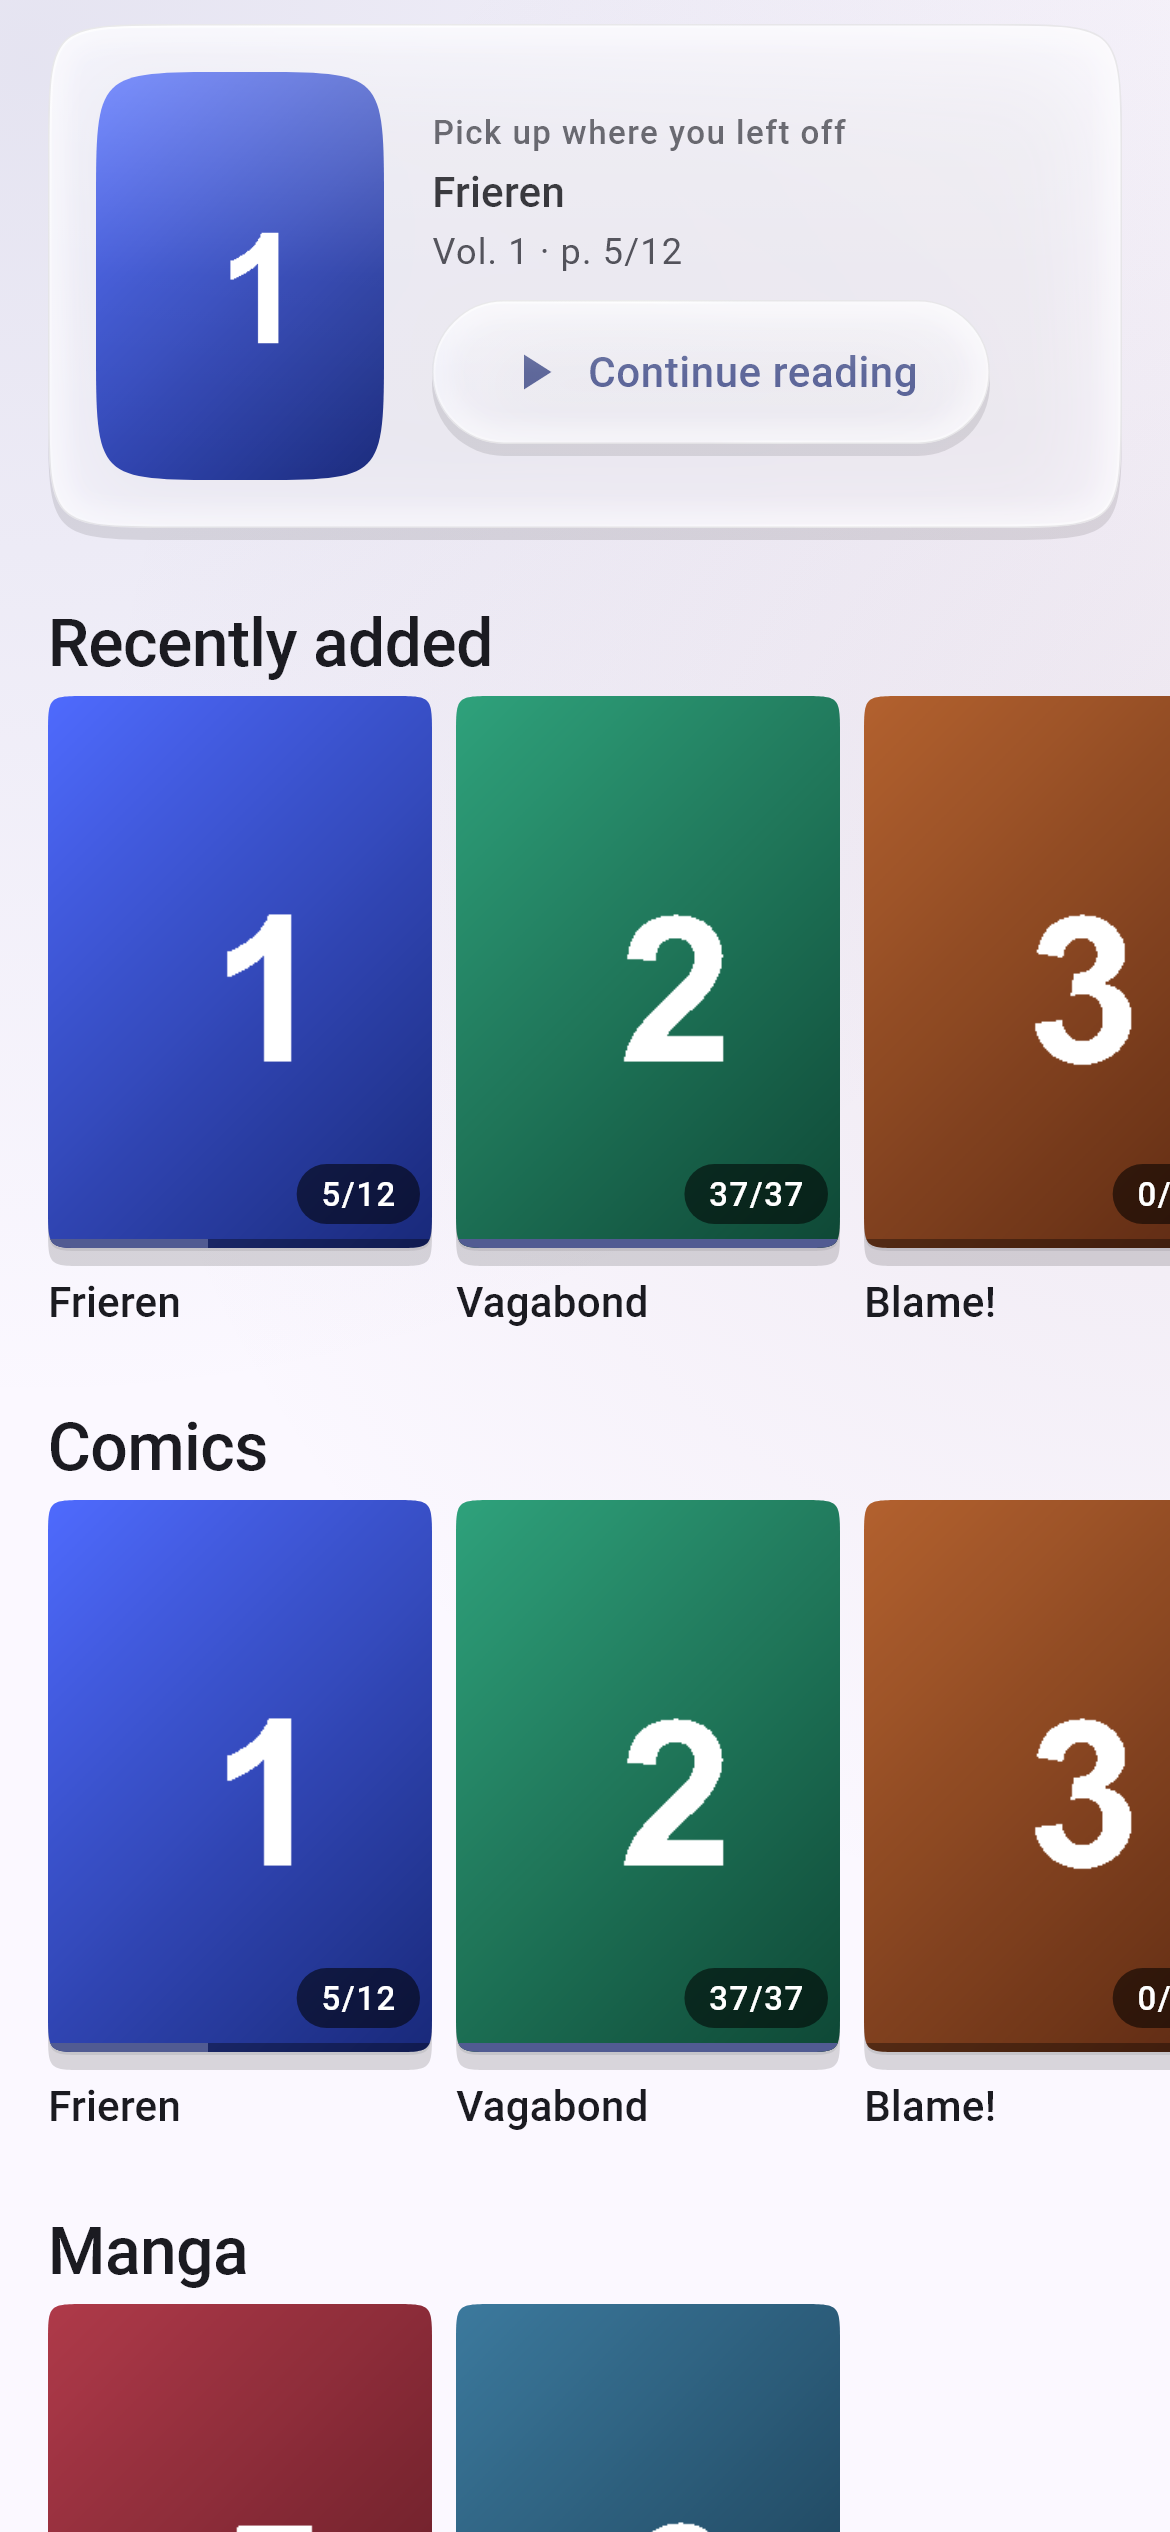 1
Pick up where you left off
Frieren
Vol. 1 · p. 5/12
Continue reading
Recently added
1
2
3
5/12
37/37
0/
Frieren
Vagabond
Blame!
Comics
1
2
3
5/12
37/37
0/
Frieren
Vagabond
Blame!
Manga